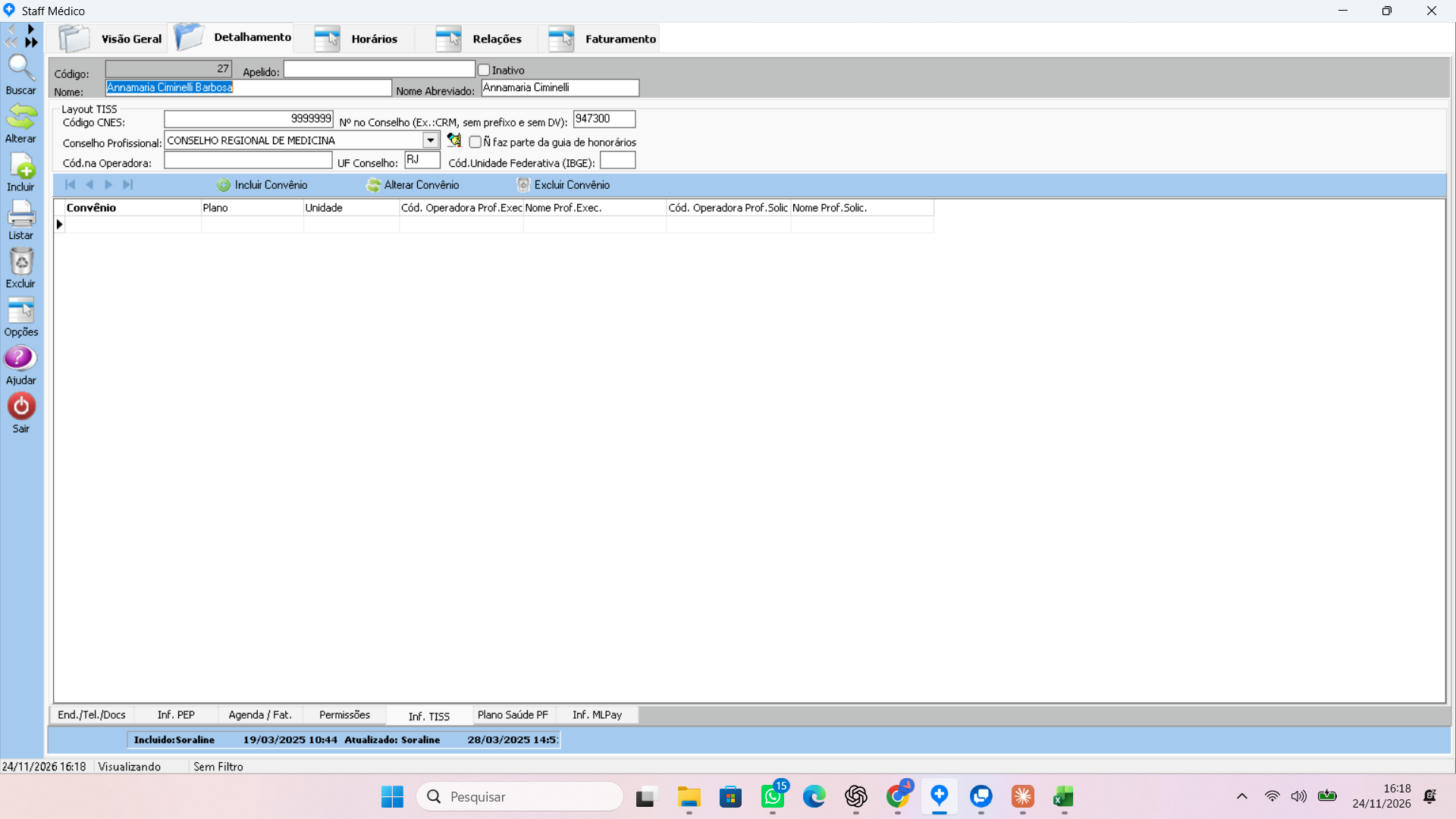 Staff Médico
Visão Geral Detalhamento Horários Relações Faturamento
Código: 27 Apelido: Inativo
Nome: Annamaria Ciminelli Barbosa Nome Abreviado: Annamaria Ciminelli
Layout TISS
Código CNES: 9999999 Nº no Conselho (Ex.:CRM, sem prefixo e sem DV): 947300
Conselho Profissional: CONSELHO REGIONAL DE MEDICINA Ñ faz parte da guia de honorários
Cód.na Operadora: UF Conselho: RJ Cód.Unidade Federativa (IBGE):
Incluir Convênio Alterar Convênio Excluir Convênio
Convênio Plano Unidade Cód. Operadora Prof.Exec Nome Prof.Exec. Cód. Operadora Prof.Solic Nome Prof.Solic.
Buscar
Alterar
Incluir
Listar
Excluir
Opções
Ajudar
Sair
End./Tel./Docs Inf. PEP Agenda / Fat. Permissões Inf. TISS Plano Saúde PF Inf. MLPay
Incluido:Soraline 19/03/2025 10:44 Atualizado: Soraline 28/03/2025 14:5
24/11/2026 16:18 Visualizando Sem Filtro
Pesquisar
15
16:18
24/11/2026